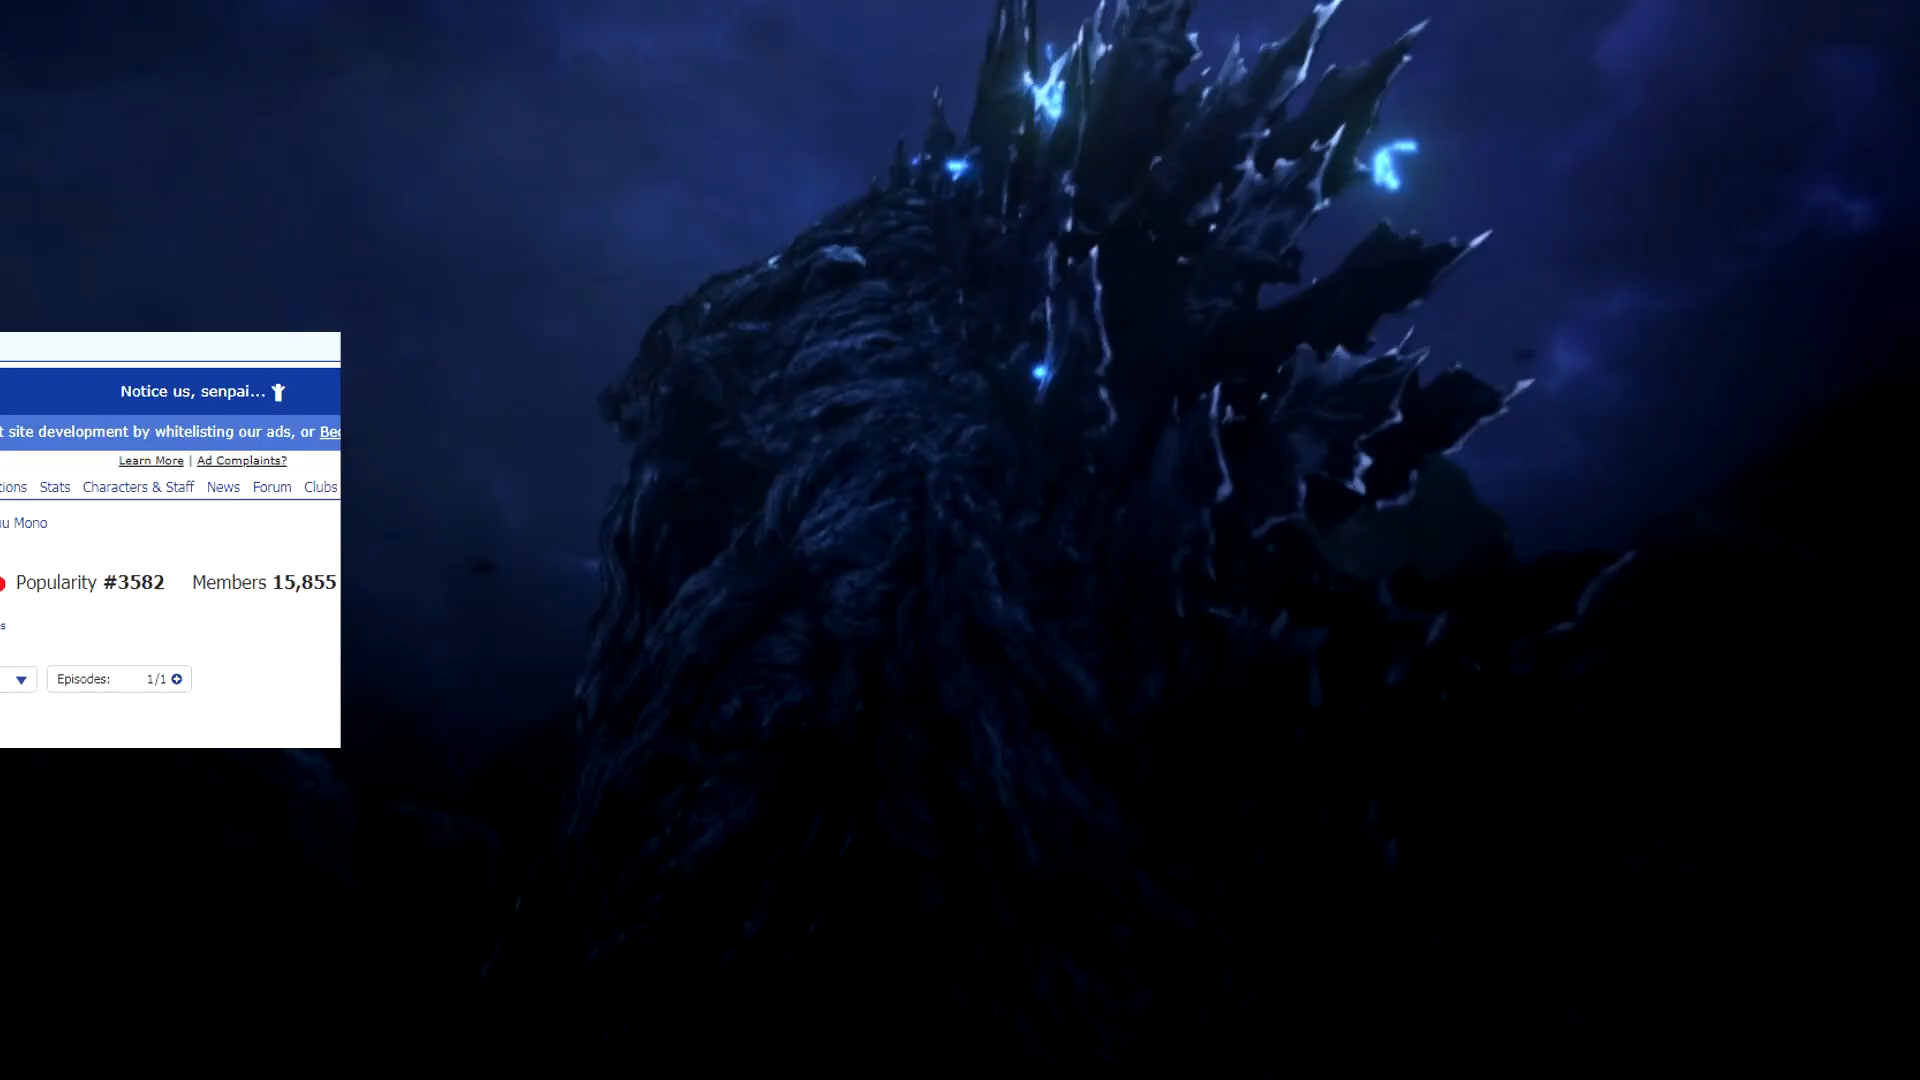 Notice us, senpai...
t site development by whitelisting our ads, or Bec
Learn More | Ad Complaints?
tions Stats Characters & Staff News Forum Clubs
u Mono
Popularity #3582 Members 15,855
s
Episodes: 1/1